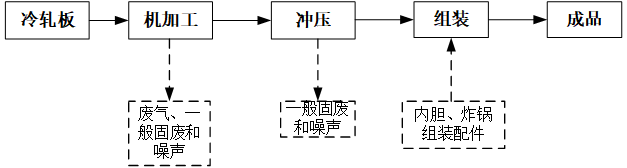 冷轧板
机加工
冲压
组装
成品
废气、一
般固废和
噪声
一般固废
和噪声
内胆、炸锅
组装配件